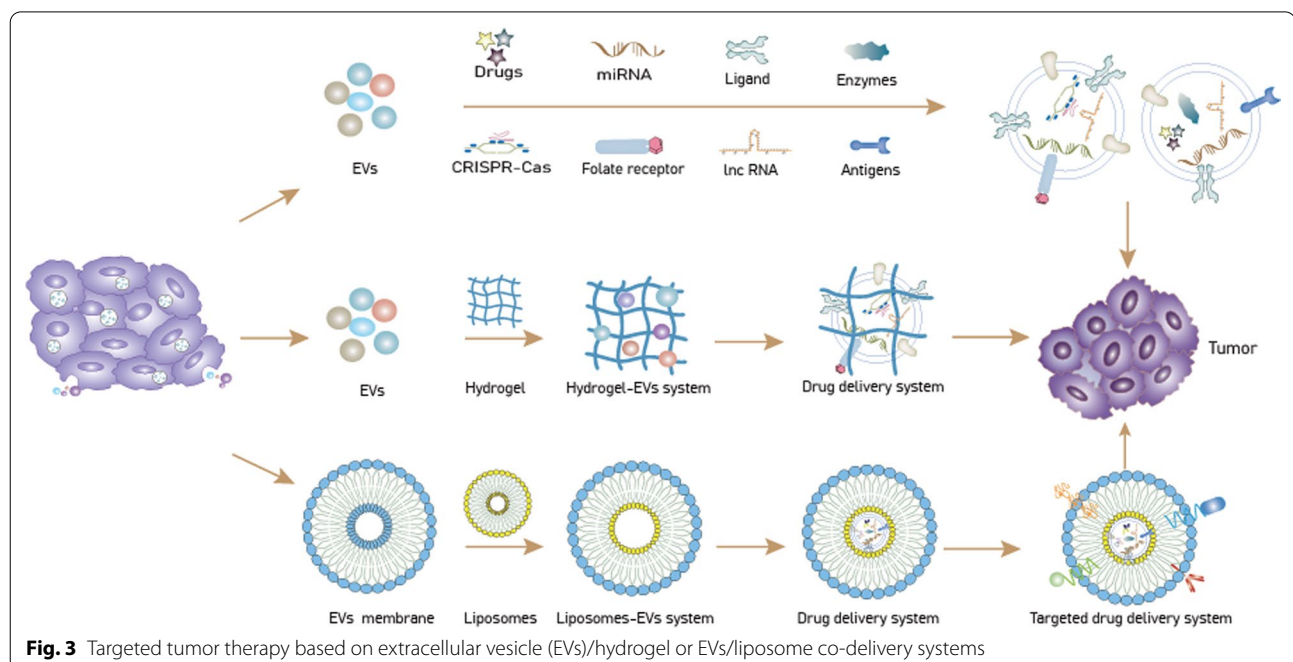 Drugs miRNA Ligand Enzymes
EVs
CRISPR-Cas Folate receptor lnc RNA Antigens
Tumor
EVs Hydrogel Hydrogel-EVs system Drug delivery system
EVs membrane Liposomes Liposomes-EVs system Drug delivery system Targeted drug delivery system
Fig. 3 Targeted tumor therapy based on extracellular vesicle (EVs)/hydrogel or EVs/liposome co-delivery systems